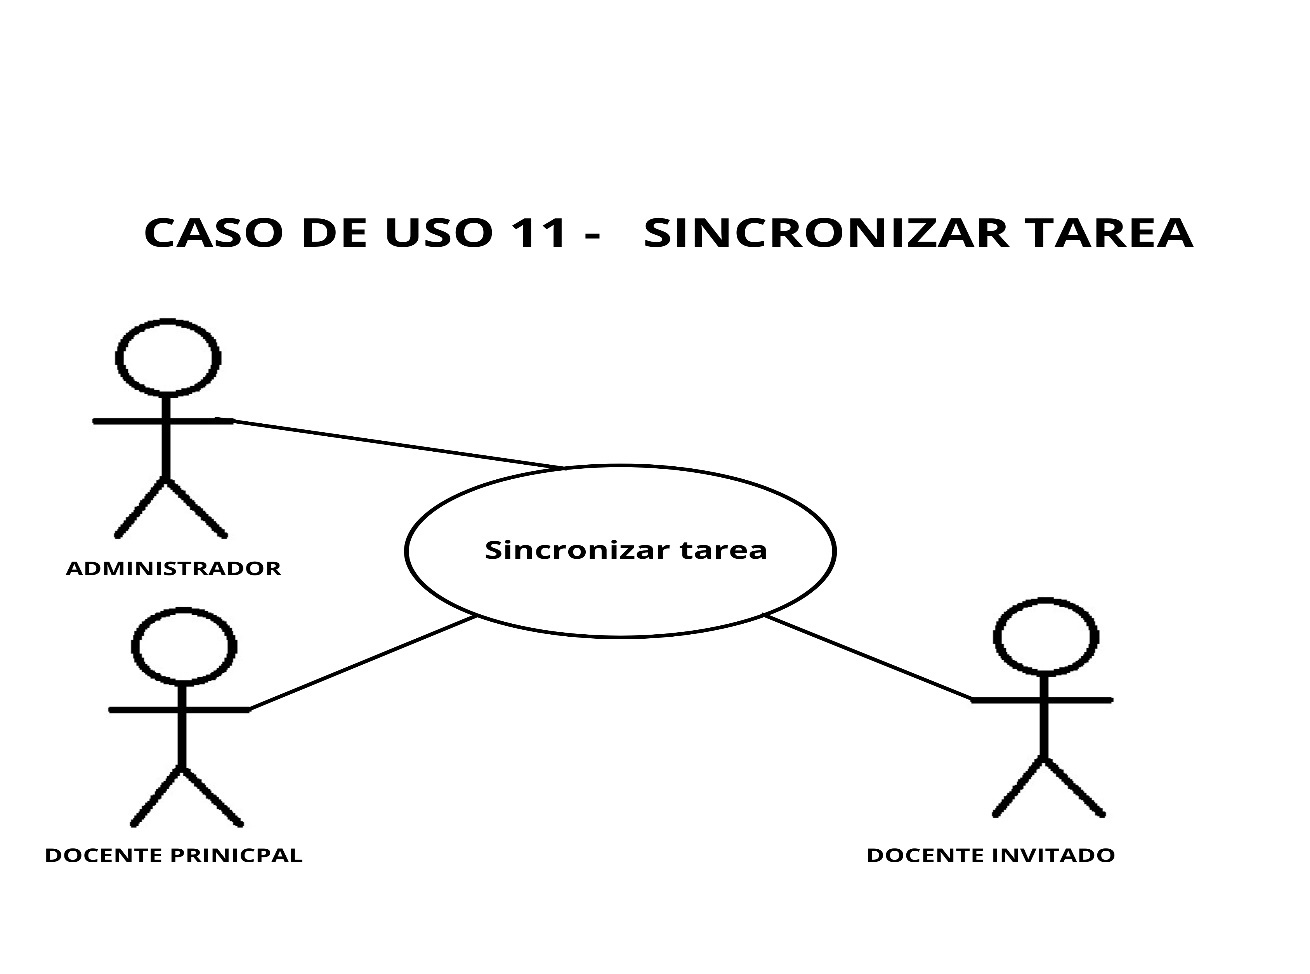 CASO DE USO 11 - SINCRONIZAR TAREA
Sincronizar tarea
ADMINISTRADOR
DOCENTE PRINICPAL
DOCENTE INVITADO